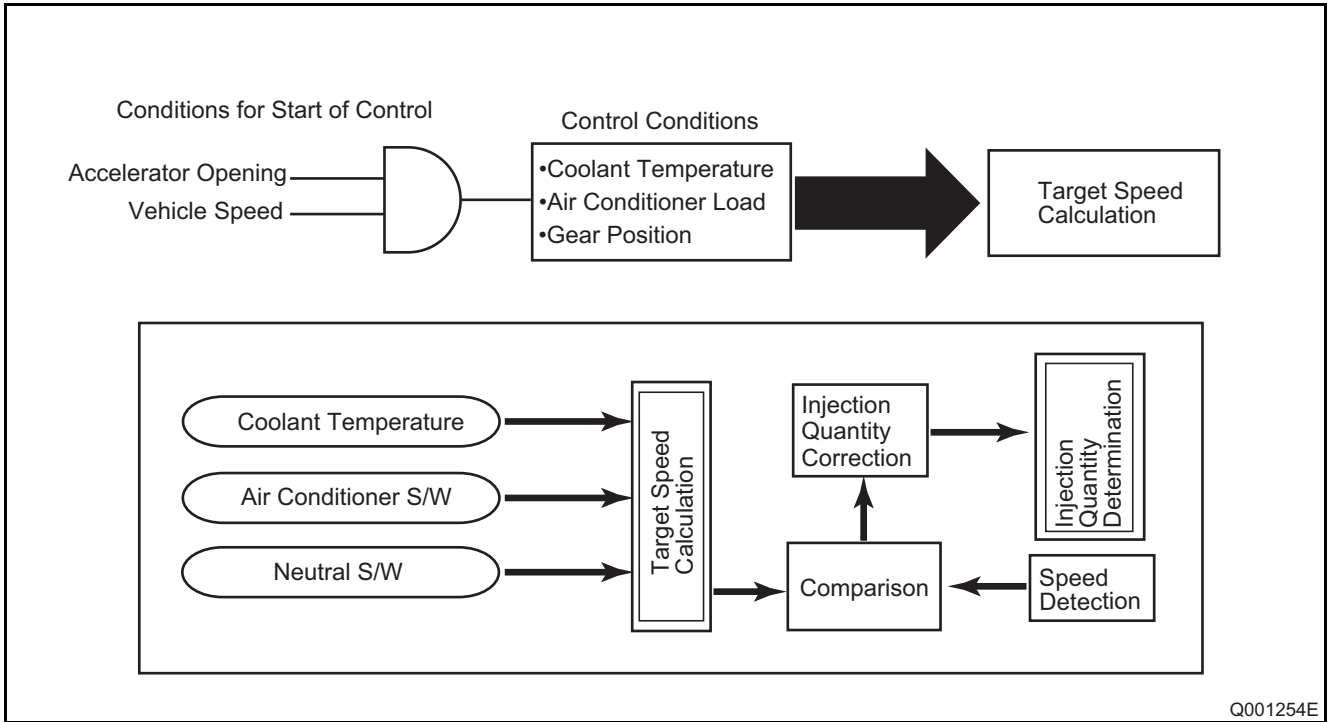 Conditions for Start of Control
Accelerator Opening
Vehicle Speed
Control Conditions
•Coolant Temperature
•Air Conditioner Load
•Gear Position
Target Speed
Calculation
Coolant Temperature
Air Conditioner S/W
Neutral S/W
Target Speed
Calculation
Injection
Quantity
Correction
Injection
Quantity
Determination
Comparison
Speed
Detection
Q001254E